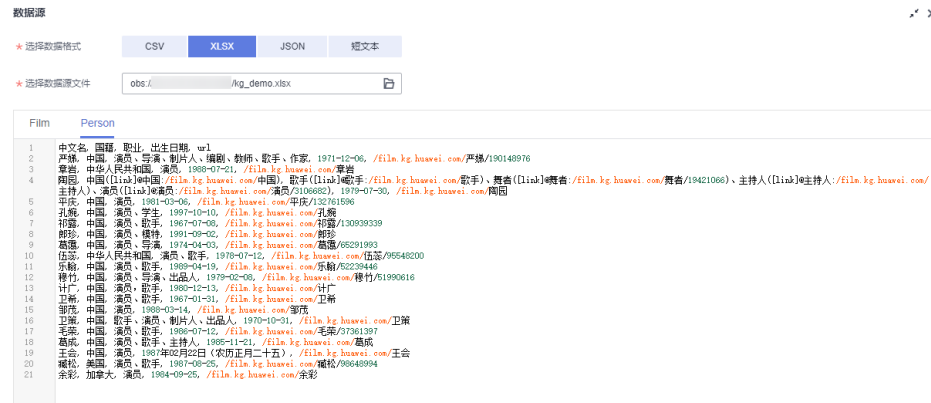 数据源
选择数据格式
CSV
XLSX
JSON
短文本
选择数据源文件
obs:/ /kg_demo.xlsx
Film
Person
1 中文名, 国籍, 职业, 出生日期, url
2 严娣, 中国, 演员、导演、制片人、编剧、教师、歌手、作家, 1971-12-06, /film.kg.huawei.com/严娣/190148976
3 章岩, 中华人民共和国, 演员, 1988-07-21, /film.kg.huawei.com/章岩
4 陶园, 中国([link]@中国:/film.kg.huawei.com/中国), 歌手([link]@歌手:/film.kg.huawei.com/歌手)、舞者([link]@舞者:/film.kg.huawei.com/舞者/19421066)、主持人([link]@主持人:/film.kg.huawei.com/
主持人)、演员([link]@演员:/film.kg.huawei.com/演员/3106682), 1979-07-30, /film.kg.huawei.com/陶园
5 平庆, 中国, 演员, 1981-03-06, /film.kg.huawei.com/平庆/132761596
6 孔婉, 中国, 演员、学生, 1997-10-10, /film.kg.huawei.com/孔婉
7 祁露, 中国, 演员、歌手, 1967-07-08, /film.kg.huawei.com/祁露/130939339
8 郎珍, 中国, 演员、模特, 1991-09-02, /film.kg.huawei.com/郎珍
9 葛蔼, 中国, 演员、导演, 1974-04-03, /film.kg.huawei.com/葛蔼/65291993
10 伍蕊, 中华人民共和国, 演员、歌手, 1978-07-12, /film.kg.huawei.com/伍蕊/95548200
11 乐翰, 中国, 演员、歌手, 1989-04-19, /film.kg.huawei.com/乐翰/52239446
12 穆竹, 中国, 演员、导演、出品人, 1979-02-08, /film.kg.huawei.com/穆竹/51990616
13 计广, 中国, 演员，歌手, 1980-12-13, /film.kg.huawei.com/计广
14 卫希, 中国, 演员、歌手, 1967-01-31, /film.kg.huawei.com/卫希
15 邹茂, 中国, 演员, 1988-03-14, /film.kg.huawei.com/邹茂
16 卫策, 中国, 歌手、演员、制片人、出品人, 1970-10-31, /film.kg.huawei.com/卫策
17 毛荣, 中国, 演员、歌手, 1986-07-12, /film.kg.huawei.com/毛荣/37361397
18 葛成, 中国, 演员、歌手、主持人, 1985-11-21, /film.kg.huawei.com/葛成
19 王会, 中国, 演员, 1987年02月22日（农历正月二十五）, /film.kg.huawei.com/王会
20 臧松, 美国, 演员、歌手, 1987-08-25, /film.kg.huawei.com/臧松/98648994
21 余彩, 加拿大, 演员, 1984-09-25, /film.kg.huawei.com/余彩